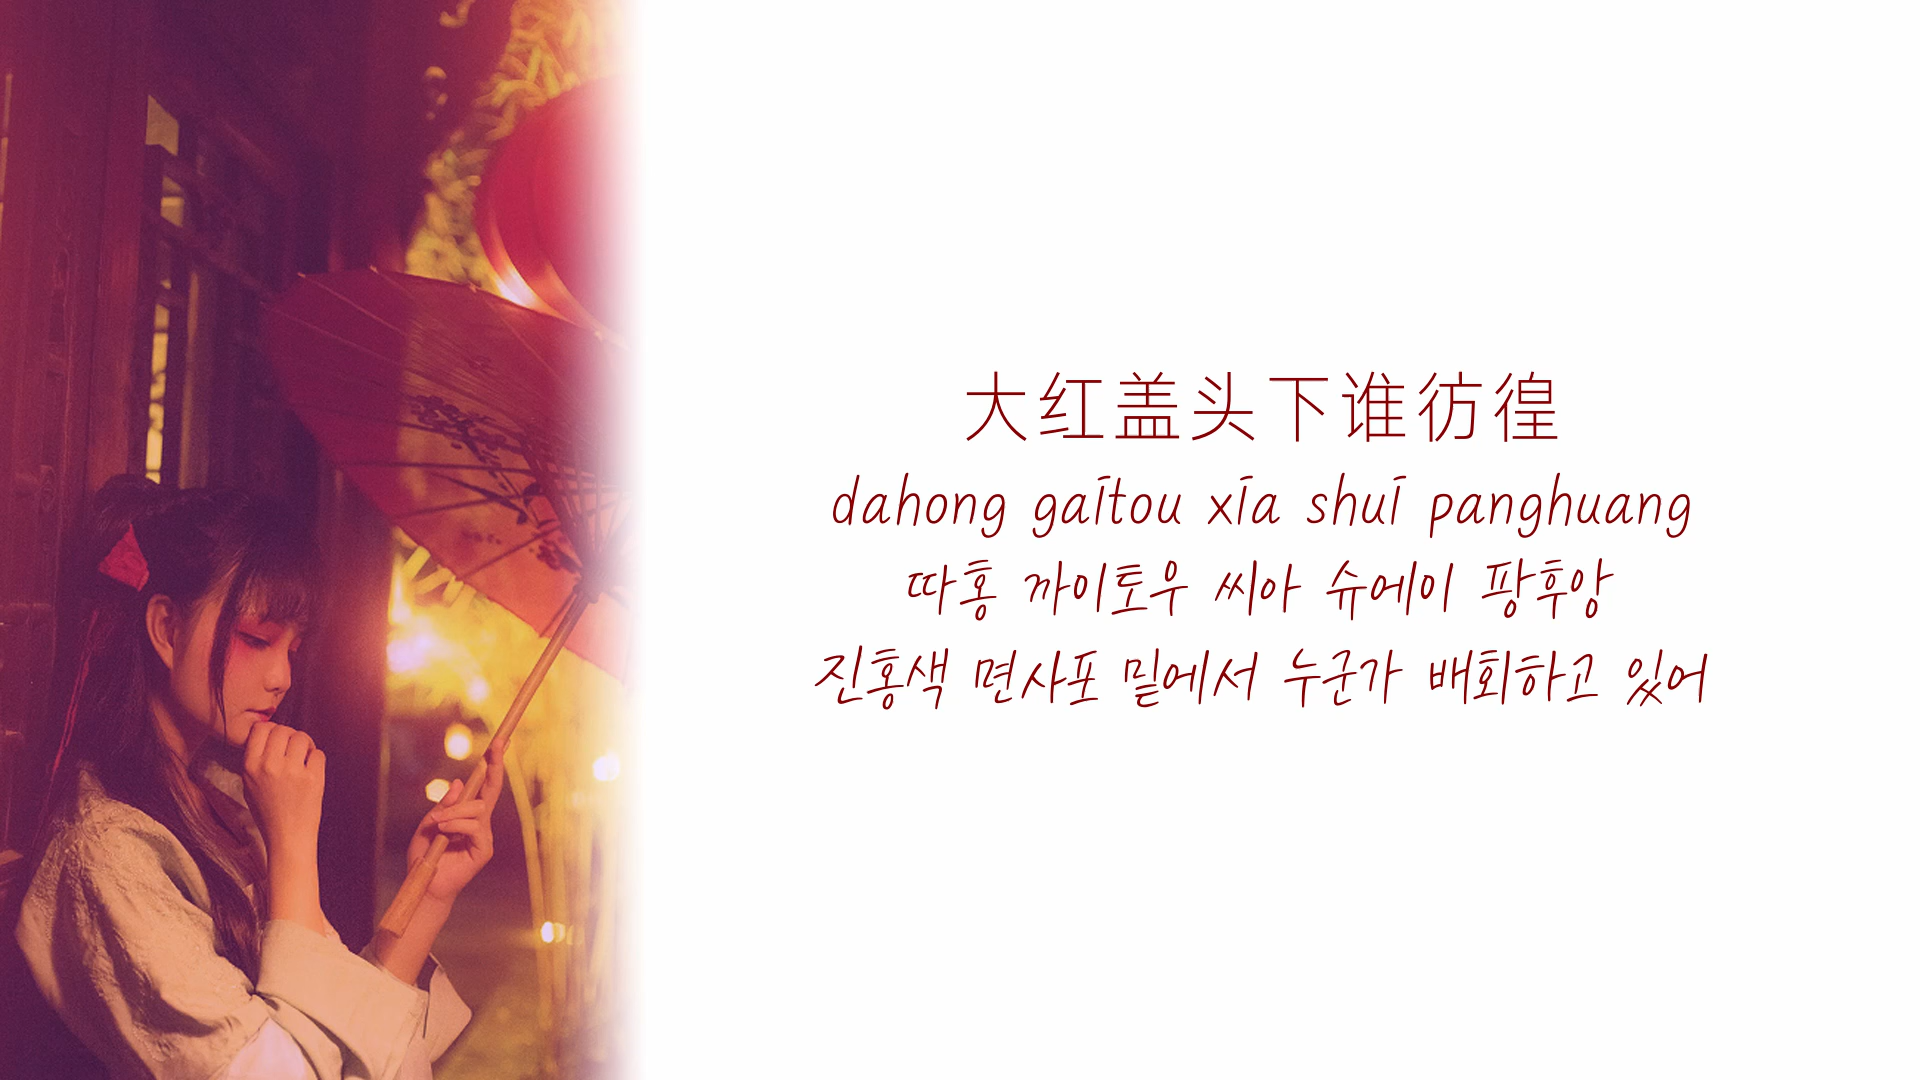 大红盖头下谁彷徨
dahong gaītou xīa shuī panghuang
따홍 까이토우 씨아 슈에이 팡후앙
진홍색 면사포 밑에서 누군가 배회하고 있어